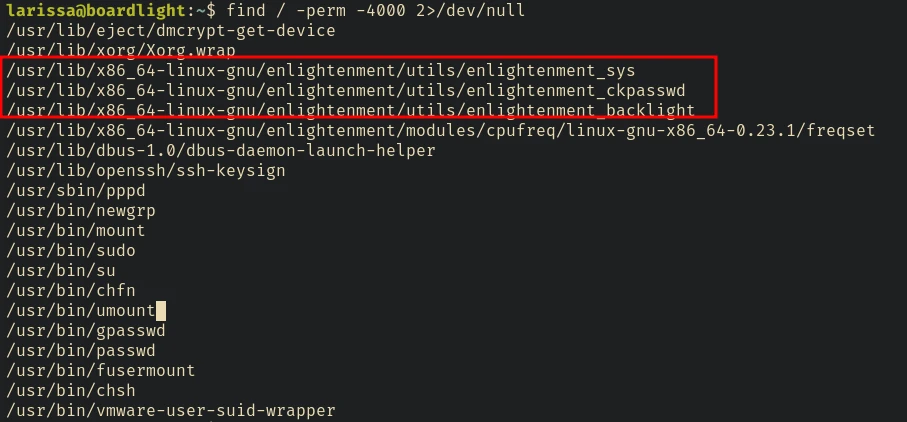 larissa@boardlight:~$ find / -perm -4000 2>/dev/null
/usr/lib/eject/dmcrypt-get-device
/usr/lib/xorg/Xorg.wrap
/usr/lib/x86_64-linux-gnu/enlightenment/utils/enlightenment_sys
/usr/lib/x86_64-linux-gnu/enlightenment/utils/enlightenment_ckpasswd
/usr/lib/x86_64-linux-gnu/enlightenment/utils/enlightenment_backlight
/usr/lib/x86_64-linux-gnu/enlightenment/modules/cpufreq/linux-gnu-x86_64-0.23.1/freqset
/usr/lib/dbus-1.0/dbus-daemon-launch-helper
/usr/lib/openssh/ssh-keysign
/usr/sbin/pppd
/usr/bin/newgrp
/usr/bin/mount
/usr/bin/sudo
/usr/bin/su
/usr/bin/chfn
/usr/bin/umount
/usr/bin/gpasswd
/usr/bin/passwd
/usr/bin/fusermount
/usr/bin/chsh
/usr/bin/vmware-user-suid-wrapper